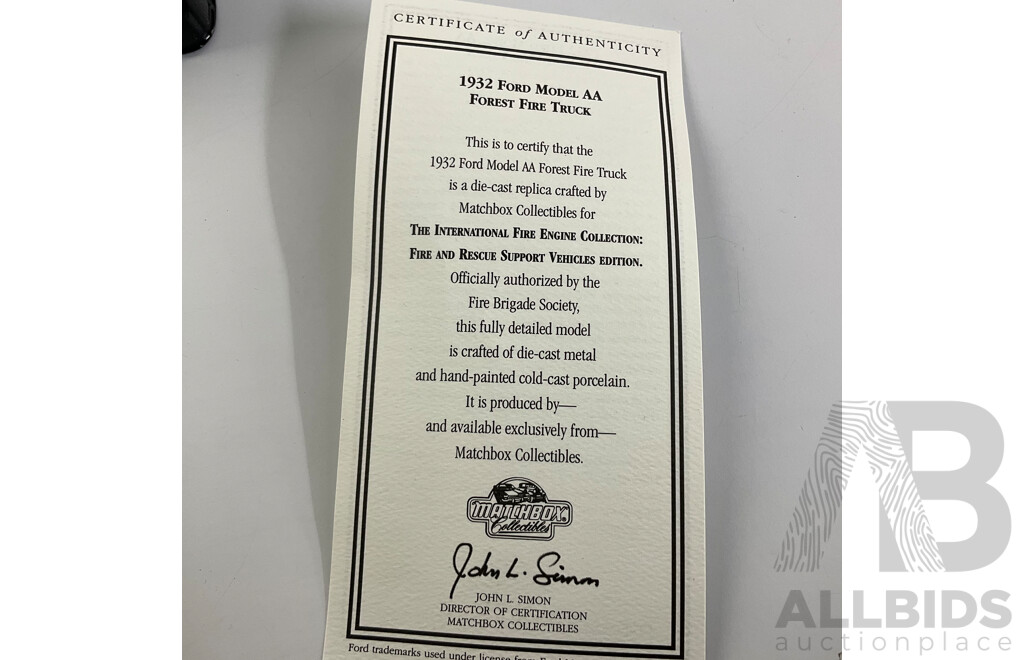 CERTIFICATE of AUTHENTICITY
1932 FORD MODEL AA
FOREST FIRE TRUCK
This is to certify that the
1932 Ford Model AA Forest Fire Truck
is a die-cast replica crafted by
Matchbox Collectibles for
THE INTERNATIONAL FIRE ENGINE COLLECTION:
FIRE AND RESCUE SUPPORT VEHICLES EDITION.
Officially authorized by the
Fire Brigade Society,
this fully detailed model
is crafted of die-cast metal
and hand-painted cold-cast porcelain.
It is produced by—
and available exclusively from—
Matchbox Collectibles.
MATCHBOX
Collectibles
John L. Simon
JOHN L. SIMON
DIRECTOR OF CERTIFICATION
MATCHBOX COLLECTIBLES
Ford trademarks used under license from
AB
ALLBIDS
auctionplace